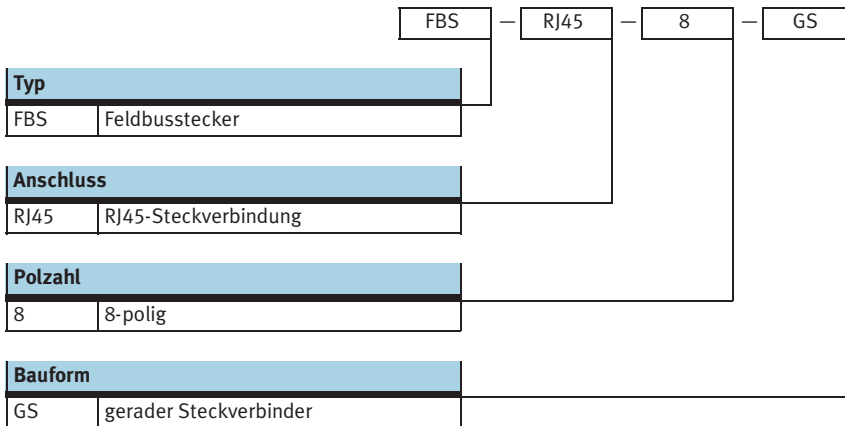 FBS — RJ45 — 8 — GS
Typ
FBS Feldbusstecker
Anschluss
RJ45 RJ45-Steckverbindung
Polzahl
8 8-polig
Bauform
GS gerader Steckverbinder